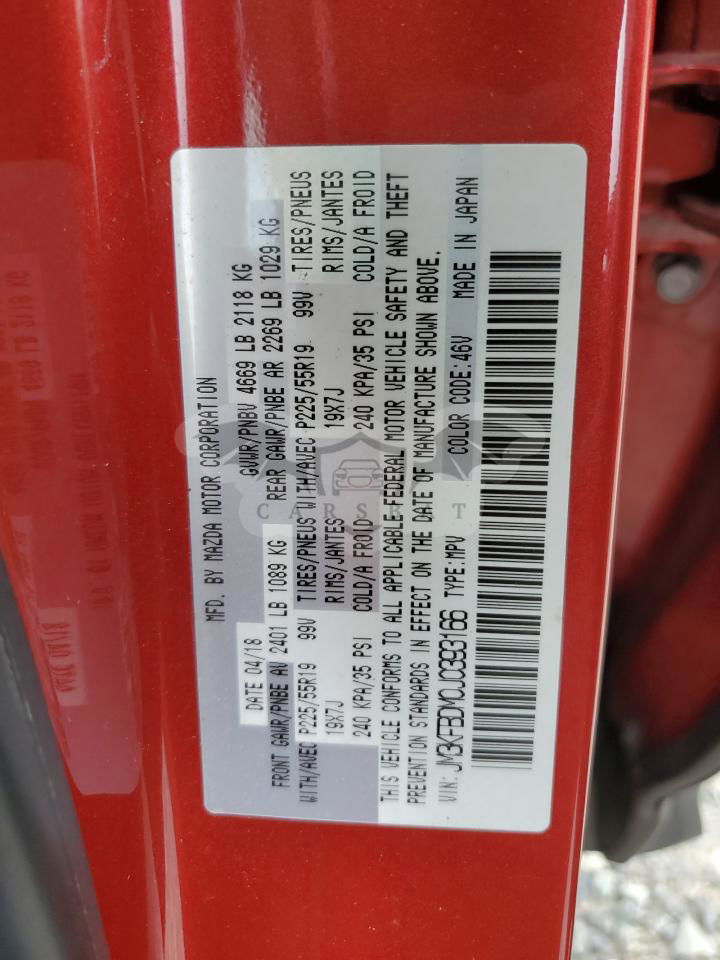 MFD. BY MAZDA MOTOR CORPORATION
DATE 04/18 GVWR/PNBV 4669 LB 2118 KG
FRONT GAWR/PNBE AV 2401 LB 1089 KG REAR GAWR/PNBE AR 2269 LB 1029 KG
WITH/AVEC P225/55R19 99V TIRES/PNEUS WITH/AVEC P225/55R19 99V TIRES/PNEUS
19X7J RIMS/JANTES 19X7J RIMS/JANTES
240 KPA/35 PSI COLD/A FROID 240 KPA/35 PSI COLD/A FROID
THIS VEHICLE CONFORMS TO ALL APPLICABLE FEDERAL MOTOR VEHICLE SAFETY AND THEFT
PREVENTION STANDARDS IN EFFECT ON THE DATE OF MANUFACTURE SHOWN ABOVE.
VIN: JM3KFBDM0J0393166 TYPE:MPV COLOR CODE:46V MADE IN JAPAN